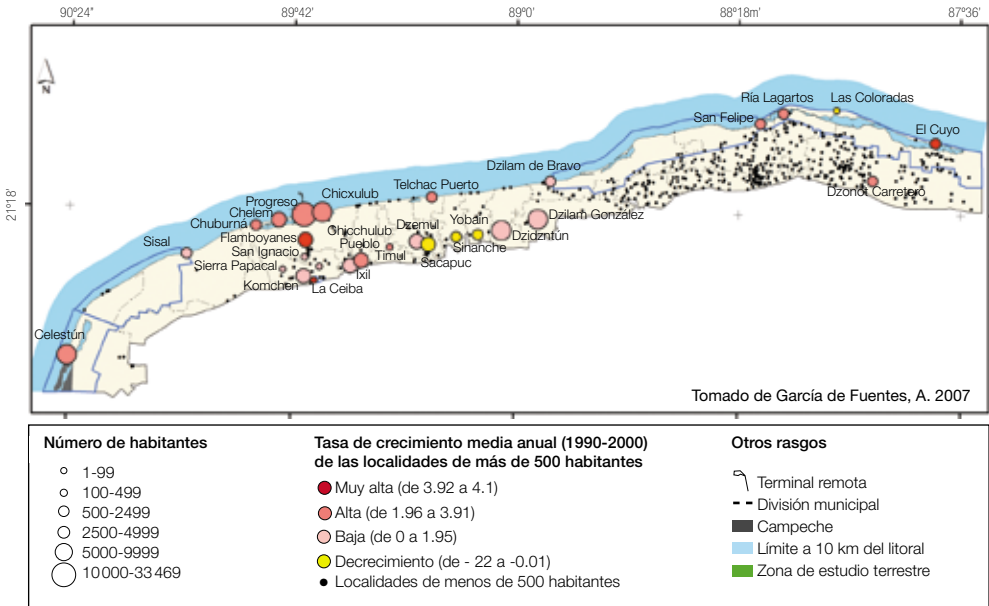 90°24' 89°42' 89°0' 88°18m' 87°36'
21°18'
N
Ría Lagartos
Las Coloradas
San Felipe
El Cuyo
Dzilam de Bravo
Dzonot Carretero
Telchac Puerto
Chicxulub
Progreso
Chelem
Chuburná
Dzilam González
Yobaín
Dzemul
Chicchulub
Pueblo
Flamboyanes
Dzidzntún
Sinanche
Sisal
San Ignacio
Timul
Sacapuc
Sierra Papacal
Ixil
Komchen
La Ceiba
Celestún
Tomado de García de Fuentes, A. 2007
Número de habitantes
1-99
100-499
500-2499
2500-4999
5000-9999
10 000-33 469
Tasa de crecimiento media anual (1990-2000)
de las localidades de más de 500 habitantes
Muy alta (de 3.92 a 4.1)
Alta (de 1.96 a 3.91)
Baja (de 0 a 1.95)
Decrecimiento (de - 22 a -0.01)
Localidades de menos de 500 habitantes
Otros rasgos
Terminal remota
División municipal
Campeche
Límite a 10 km del litoral
Zona de estudio terrestre